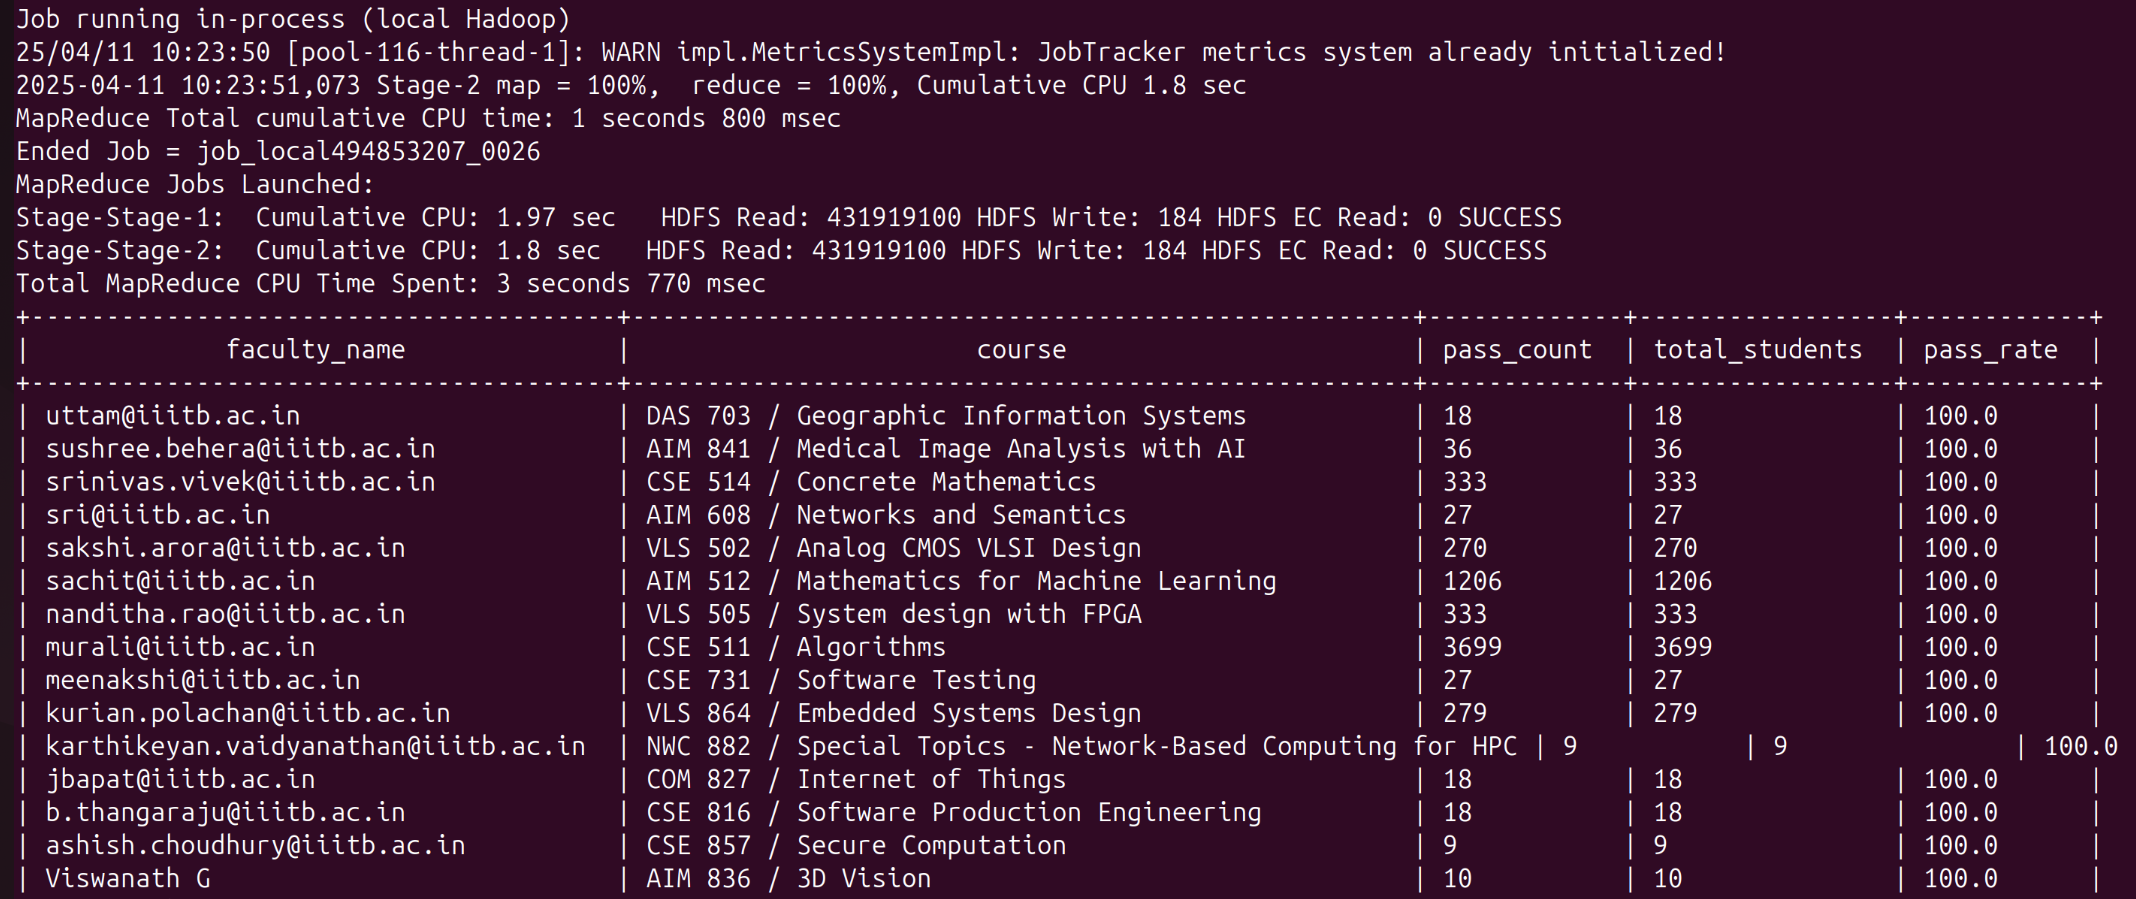 Job running in-process (local Hadoop)
25/04/11 10:23:50 [pool-116-thread-1]: WARN impl.MetricsSystemImpl: JobTracker metrics system already initialized!
2025-04-11 10:23:51,073 Stage-2 map = 100%,  reduce = 100%, Cumulative CPU 1.8 sec
MapReduce Total cumulative CPU time: 1 seconds 800 msec
Ended Job = job_local494853207_0026
MapReduce Jobs Launched:
Stage-Stage-1:  Cumulative CPU: 1.97 sec   HDFS Read: 431919100 HDFS Write: 184 HDFS EC Read: 0 SUCCESS
Stage-Stage-2:  Cumulative CPU: 1.8 sec   HDFS Read: 431919100 HDFS Write: 184 HDFS EC Read: 0 SUCCESS
Total MapReduce CPU Time Spent: 3 seconds 770 msec
+---------------------------------------+----------------------------------------------------+-------------+-----------------+------------+
|             faculty_name              |                       course                       | pass_count  | total_students  | pass_rate  |
+---------------------------------------+----------------------------------------------------+-------------+-----------------+------------+
| uttam@iiitb.ac.in                     | DAS 703 / Geographic Information Systems           | 18          | 18              | 100.0      |
| sushree.behera@iiitb.ac.in            | AIM 841 / Medical Image Analysis with AI           | 36          | 36              | 100.0      |
| srinivas.vivek@iiitb.ac.in            | CSE 514 / Concrete Mathematics                     | 333         | 333             | 100.0      |
| sri@iiitb.ac.in                       | AIM 608 / Networks and Semantics                   | 27          | 27              | 100.0      |
| sakshi.arora@iiitb.ac.in              | VLS 502 / Analog CMOS VLSI Design                  | 270         | 270             | 100.0      |
| sachit@iiitb.ac.in                    | AIM 512 / Mathematics for Machine Learning         | 1206        | 1206            | 100.0      |
| nanditha.rao@iiitb.ac.in              | VLS 505 / System design with FPGA                  | 333         | 333             | 100.0      |
| murali@iiitb.ac.in                    | CSE 511 / Algorithms                               | 3699        | 3699            | 100.0      |
| meenakshi@iiitb.ac.in                 | CSE 731 / Software Testing                         | 27          | 27              | 100.0      |
| kurian.polachan@iiitb.ac.in           | VLS 864 / Embedded Systems Design                  | 279         | 279             | 100.0      |
| karthikeyan.vaidyanathan@iiitb.ac.in  | NWC 882 / Special Topics - Network-Based Computing for HPC | 9           | 9               | 100.0
| jbapat@iiitb.ac.in                    | COM 827 / Internet of Things                       | 18          | 18              | 100.0      |
| b.thangaraju@iiitb.ac.in              | CSE 816 / Software Production Engineering          | 18          | 18              | 100.0      |
| ashish.choudhury@iiitb.ac.in          | CSE 857 / Secure Computation                       | 9           | 9               | 100.0      |
| Viswanath G                           | AIM 836 / 3D Vision                                | 10          | 10              | 100.0      |